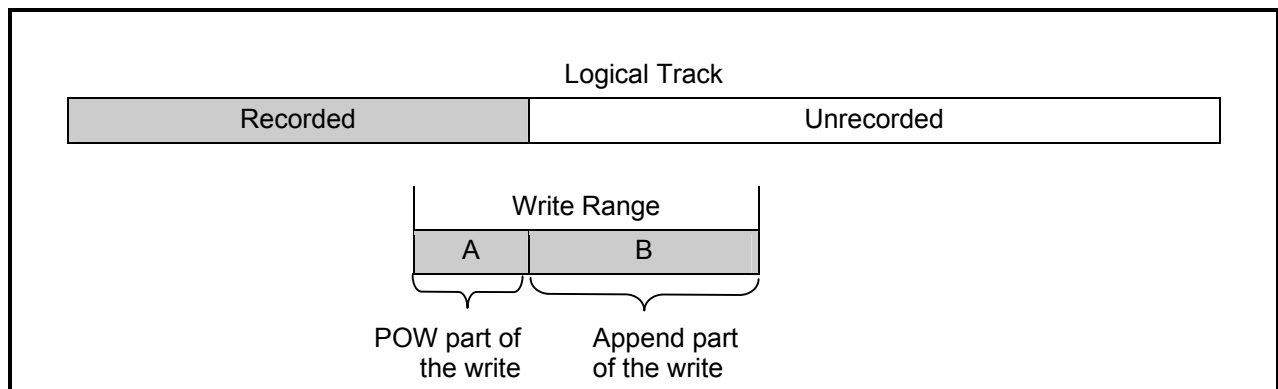 Logical Track
Recorded Unrecorded
Write Range
A B
POW part of
the write
Append part
of the write